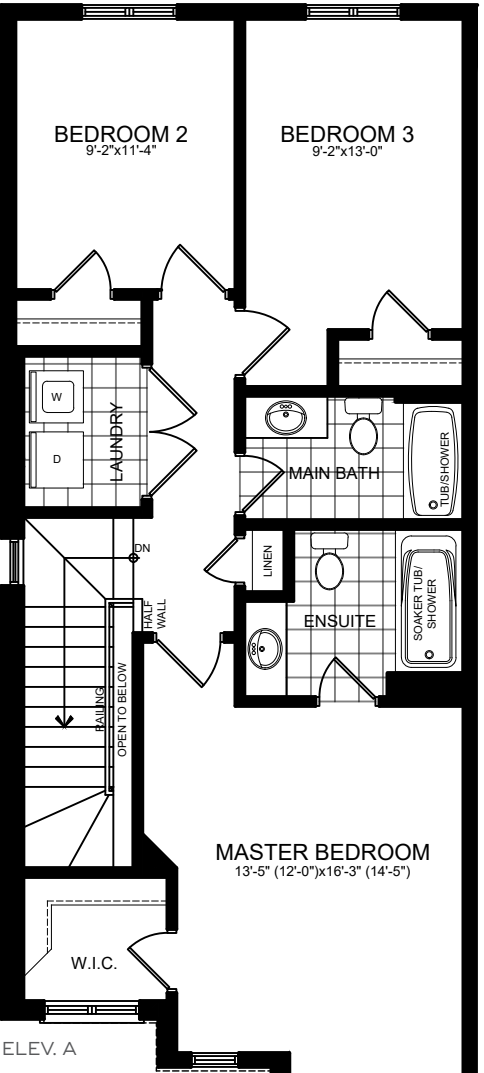 BEDROOM 2
9'-2"x11'-4"
BEDROOM 3
9'-2"x13'-0"
W
D
LAUNDRY
MAIN BATH
TUB/SHOWER
DN
LINEN
HALF
WALL
ENSUITE
SOAKER TUB/
SHOWER
RAILING
OPEN TO BELOW
MASTER BEDROOM
13'-5" (12'-0")x16'-3" (14'-5")
W.I.C.
ELEV. A